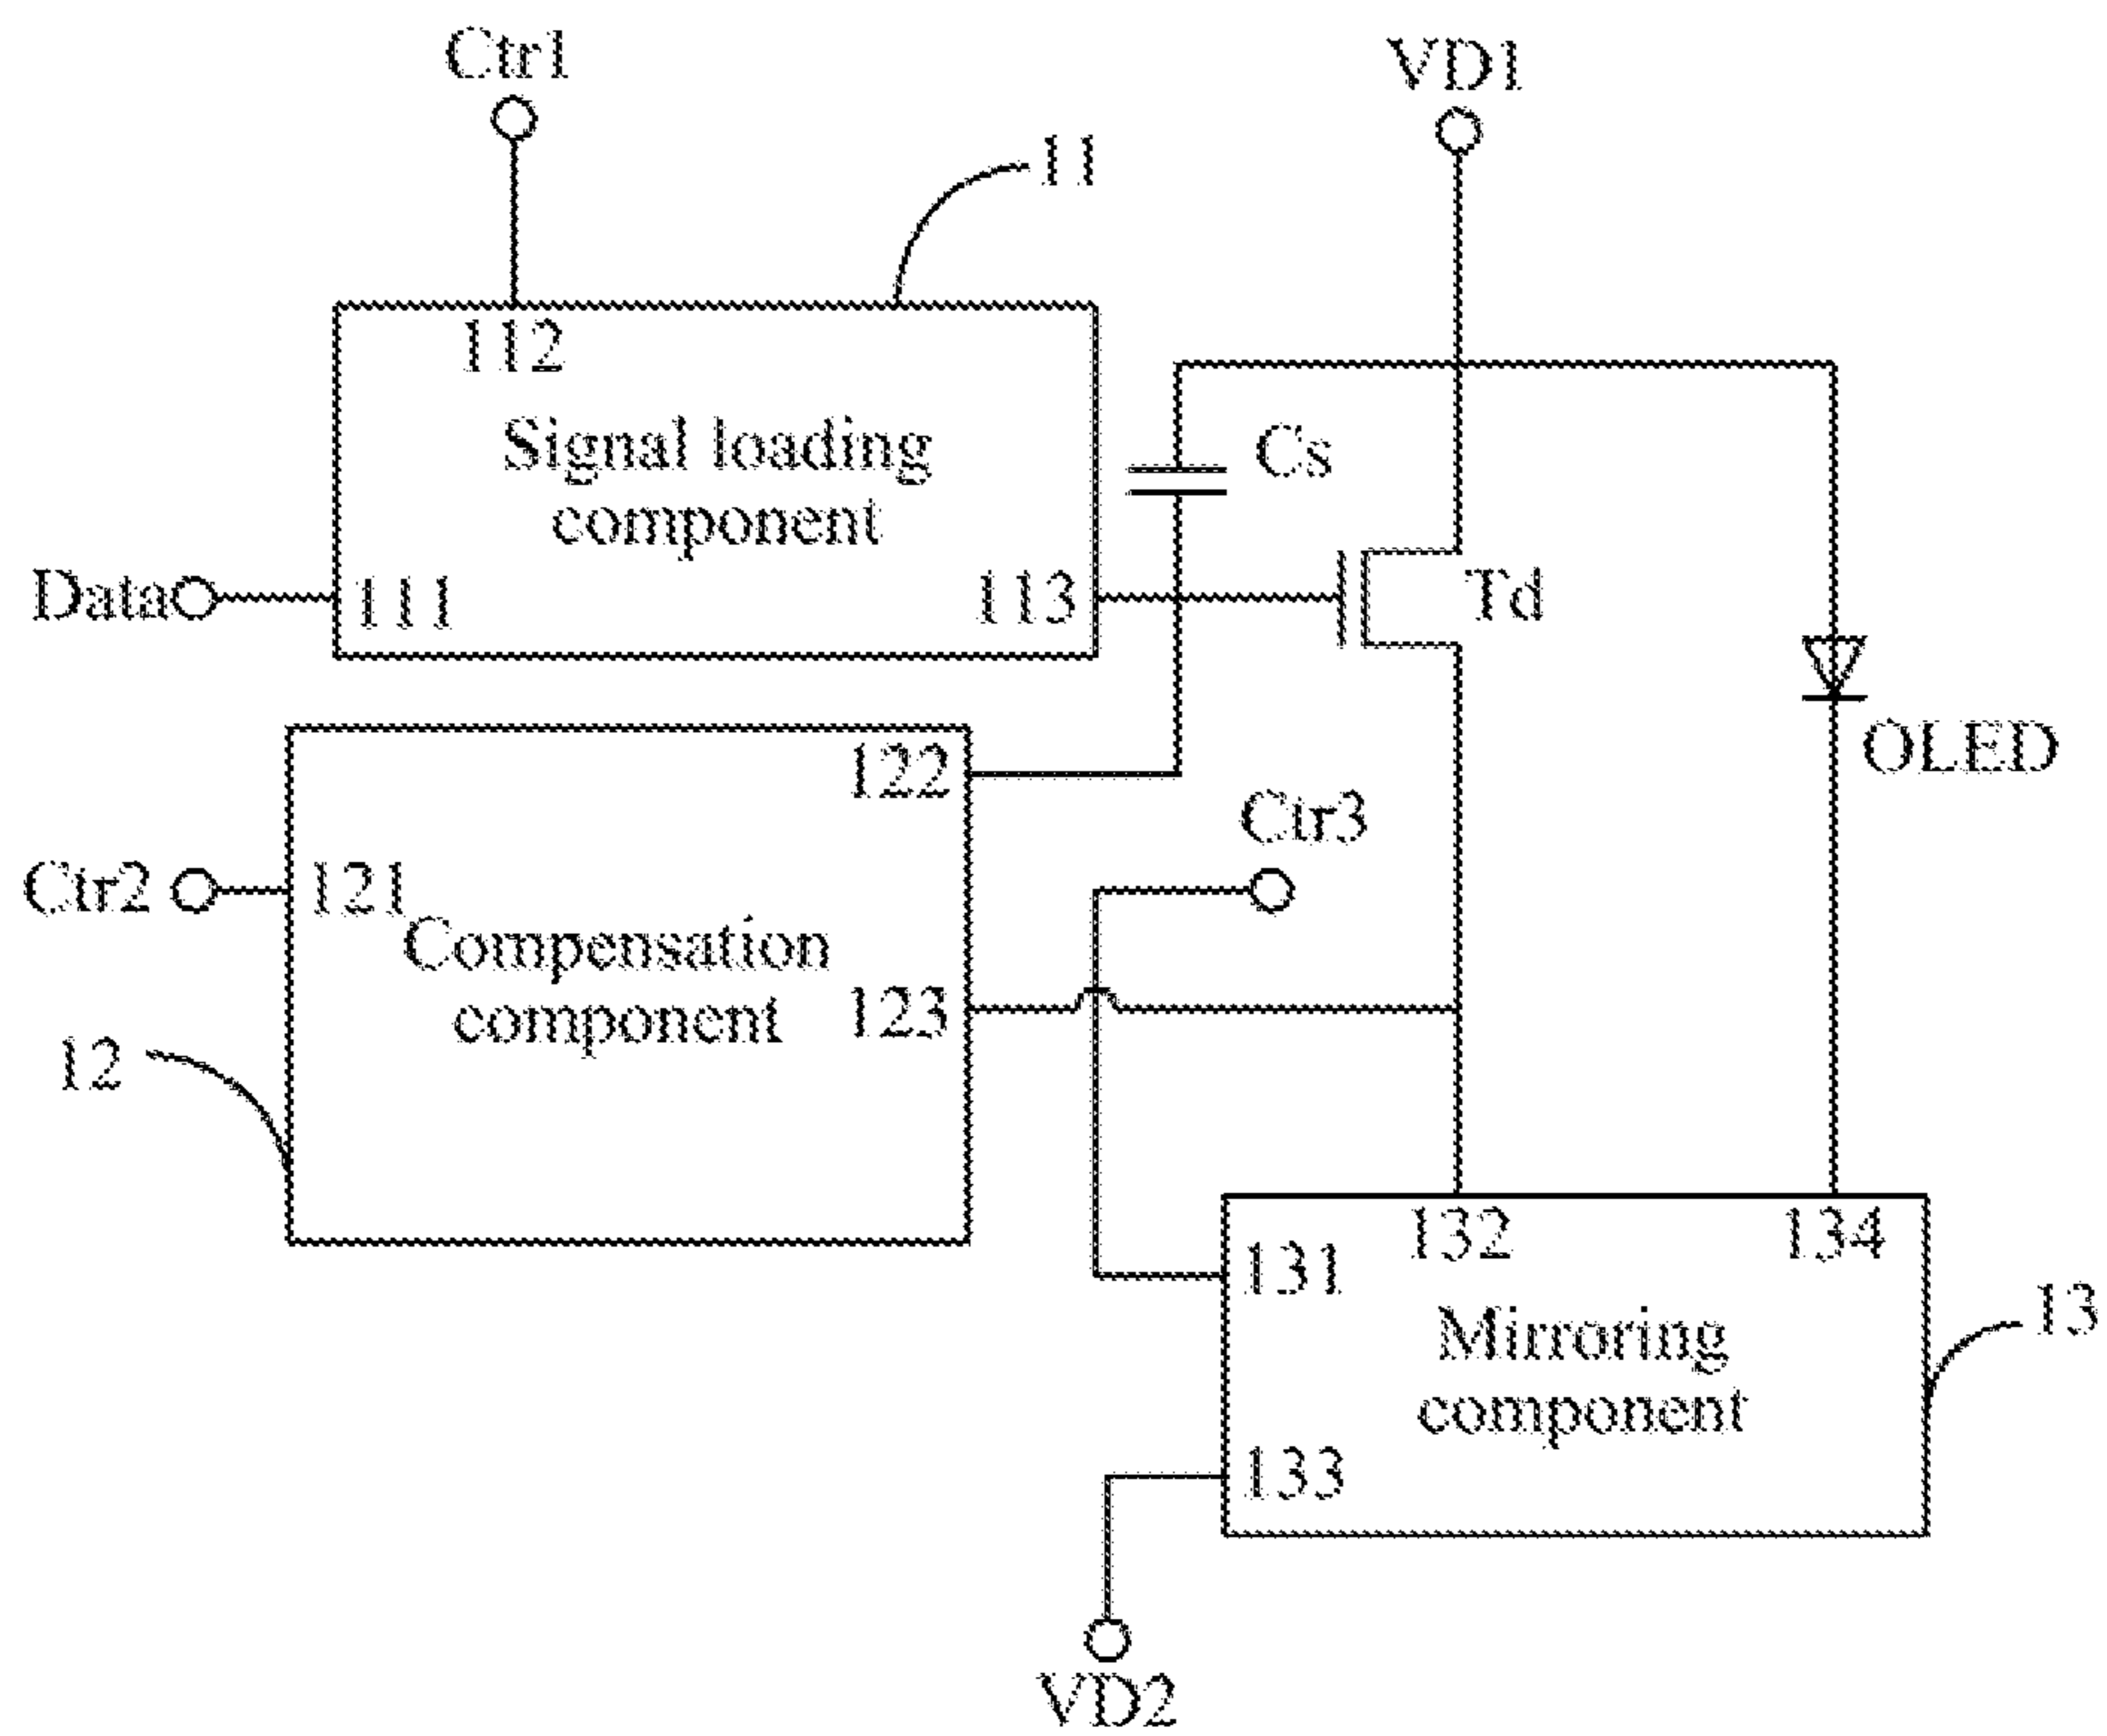 Ctr1
VD1
11
112
Signal loading
component
Cs
Data
111
113
Td
122
OLED
Ctr3
Ctr2
121
Compensation
component
123
12
132
134
131
13
Mirroring
component
133
VD2